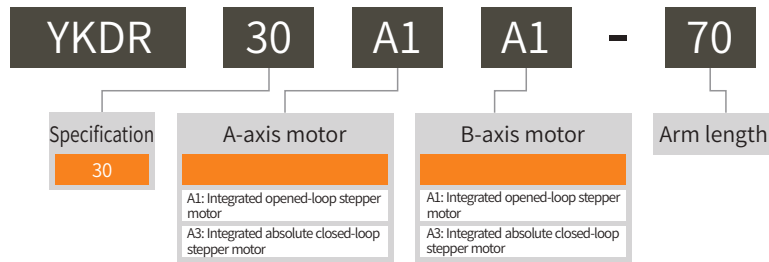 YKDR 30 A1 A1 - 70
Specification A-axis motor B-axis motor Arm length
30
A1: Integrated opened-loop stepper
motor
A3: Integrated absolute closed-loop
stepper motor
A1: Integrated opened-loop stepper
motor
A3: Integrated absolute closed-loop
stepper motor